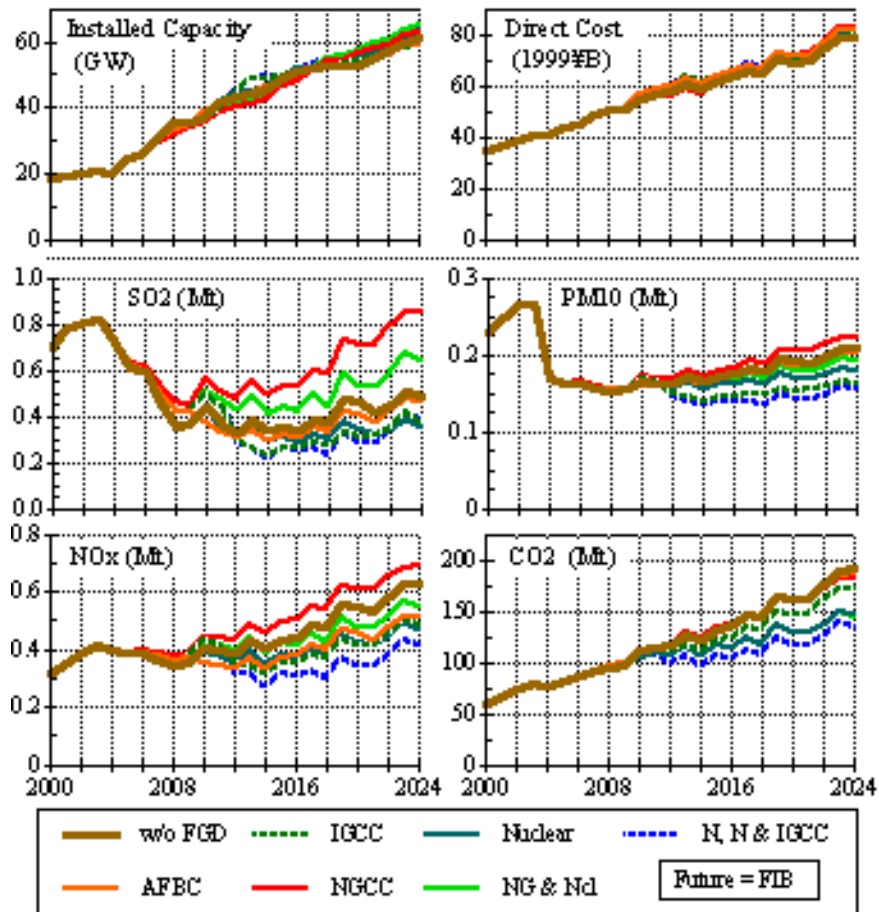 Installed Capacity
(GW)
60
40
20
0
Direct Cost
(1999¥B)
80
60
40
20
0
SO2 (Mt)
1.0
0.8
0.6
0.4
0.2
0.0
PM10 (Mt)
0.3
0.2
0.1
0
NOx (Mt)
0.8
0.6
0.4
0.2
0
2000 2008 2016 2024
CO2 (Mt)
200
150
100
50
0
2000 2008 2016 2024
w/o FGD IGCC Nuclear N, N & IGCC
AFBC NGCC NG & Ncl Future = FIB